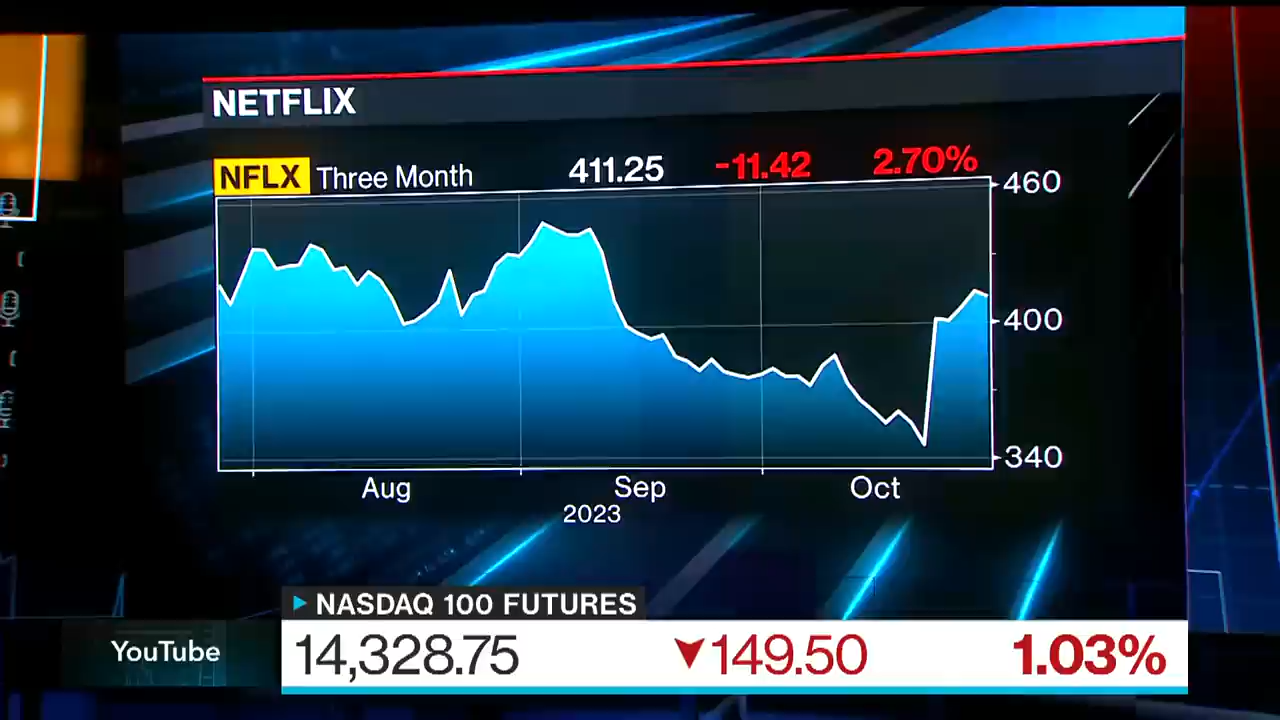 NETFLIX
NFLX Three Month 411.25 -11.42 2.70%
460
400
340
Aug Sep Oct
2023
NASDAQ 100 FUTURES
YouTube 14,328.75 ▼149.50 1.03%